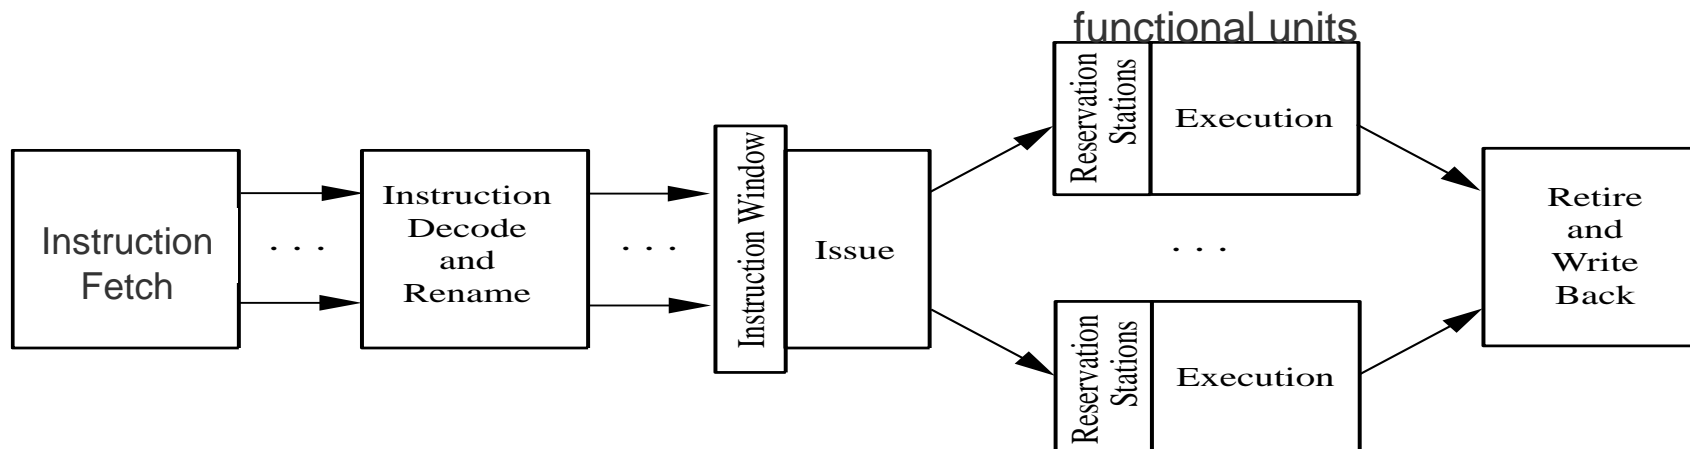 functional units
Instruction
Fetch
. . .
Instruction
Decode
and
Rename
. . .
Instruction Window
Issue
Reservation
Stations
Execution
. . .
Reservation
Stations
Execution
Retire
and
Write
Back